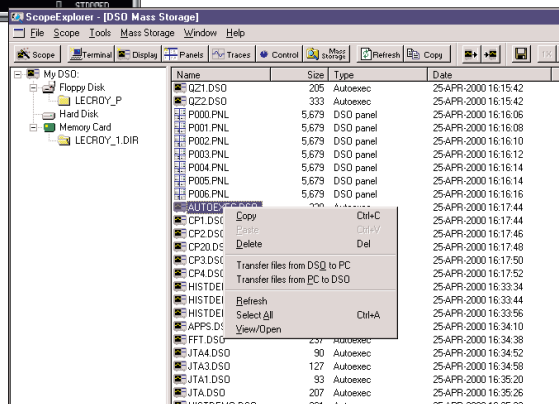 STOPPED
ScopeExplorer - [DSO Mass Storage]
File Scope Tools Mass Storage Window Help
Scope Terminal Display Panels Traces Control Mass Storage Refresh Copy
My DSO: Name Size Type Date
Floppy Disk QZ1.DSO 205 Autoexec 25-APR-2000 16:15:42
LECROY_P QZ2.DSO 333 Autoexec 25-APR-2000 16:15:42
Hard Disk P000.PNL 5,679 DSO panel 25-APR-2000 16:16:06
Memory Card P001.PNL 5,679 DSO panel 25-APR-2000 16:16:08
LECROY_1.DIR P002.PNL 5,679 DSO panel 25-APR-2000 16:16:10
P003.PNL 5,679 DSO panel 25-APR-2000 16:16:12
P004.PNL 5,679 DSO panel 25-APR-2000 16:16:14
P005.PNL 5,679 DSO panel 25-APR-2000 16:16:14
P006.PNL 5,679 DSO panel 25-APR-2000 16:16:16
AUTOEXEC.DSO Autoexec 25-APR-2000 16:17:44
CP1.DSO 25-APR-2000 16:17:44
CP2.DSO 25-APR-2000 16:17:46
CP20.DS 25-APR-2000 16:17:48
CP3.DSO 25-APR-2000 16:17:50
CP4.DSO 25-APR-2000 16:17:52
HISTDE 25-APR-2000 16:33:34
HISTDE 25-APR-2000 16:33:44
HISTDE 25-APR-2000 16:33:56
APPS.D 25-APR-2000 16:34:10
FFT.DSO 237 Autoexec 25-APR-2000 16:34:38
JTA4.DSO 90 Autoexec 25-APR-2000 16:34:52
JTA3.DSO 127 Autoexec 25-APR-2000 16:34:58
JTA1.DSO 93 Autoexec 25-APR-2000 16:35:20
JTA.DSO 207 Autoexec 25-APR-2000 16:35:26
Copy Ctrl+C
Paste Ctrl+V
Delete Del
Transfer files from DSO to PC
Transfer files from PC to DSO
Refresh
Select All Ctrl+A
View/Open